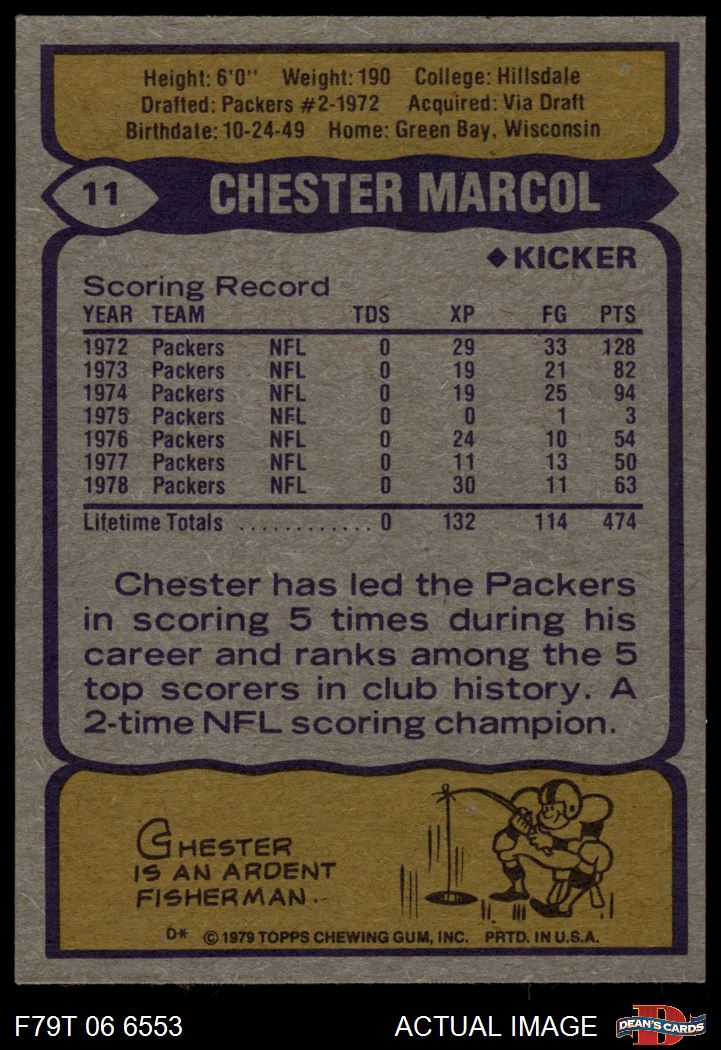 Height: 6'0" Weight: 190 College: Hillsdale
Drafted: Packers #2-1972 Acquired: Via Draft
Birthdate: 10-24-49 Home: Green Bay, Wisconsin
11 CHESTER MARCOL
◆KICKER
Scoring Record
YEAR TEAM TDS XP FG PTS
1972 Packers NFL 0 29 33 128
1973 Packers NFL 0 19 21 82
1974 Packers NFL 0 19 25 94
1975 Packers NFL 0 0 1 3
1976 Packers NFL 0 24 10 54
1977 Packers NFL 0 11 13 50
1978 Packers NFL 0 30 11 63
Lifetime Totals ............ 0 132 114 474
Chester has led the Packers
in scoring 5 times during his
career and ranks among the 5
top scorers in club history. A
2-time NFL scoring champion.
CHESTER
IS AN ARDENT
FISHERMAN.
D* © 1979 TOPPS CHEWING GUM, INC. PRTD. IN U.S.A.
F79T 06 6553 ACTUAL IMAGE DEAN'S CARDS